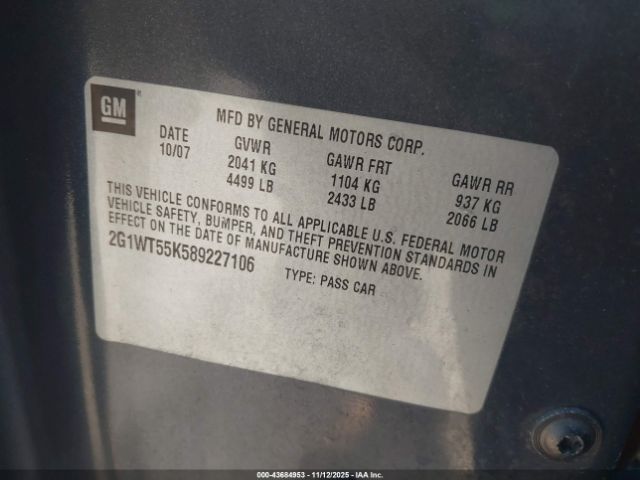 GM
MFD BY GENERAL MOTORS CORP.
DATE GVWR GAWR FRT GAWR RR
10/07 2041 KG 1104 KG 937 KG
4499 LB 2433 LB 2066 LB
THIS VEHICLE CONFORMS TO ALL APPLICABLE U.S. FEDERAL MOTOR
VEHICLE SAFETY, BUMPER, AND THEFT PREVENTION STANDARDS IN
EFFECT ON THE DATE OF MANUFACTURE SHOWN ABOVE.
2G1WT55K589227106 TYPE: PASS CAR
000-43684953 - 11/12/2025 - IAA Inc.